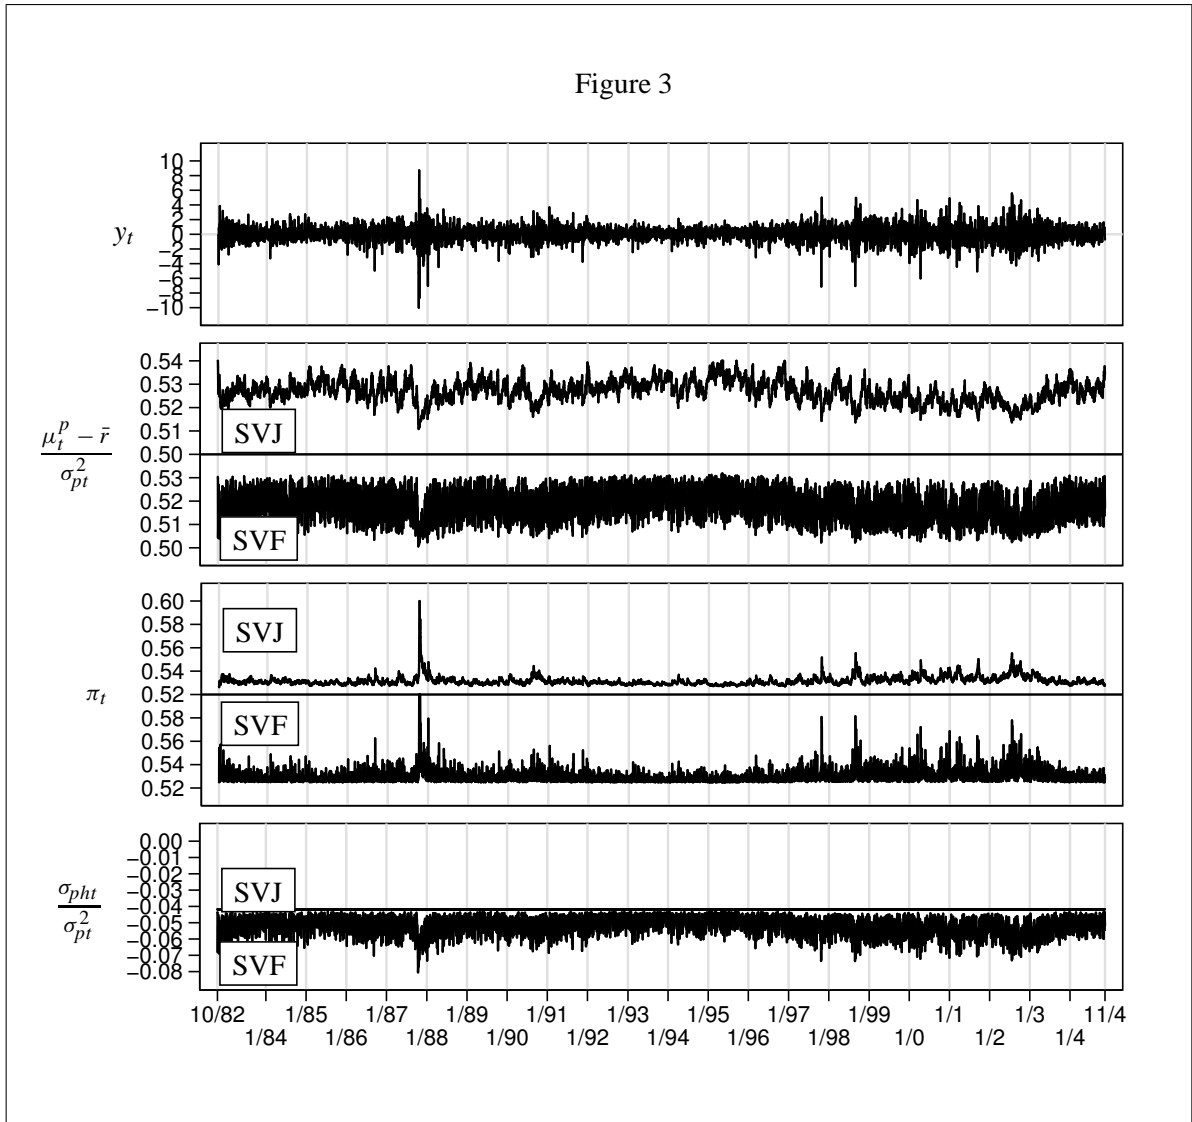 Figure 3
10
8
6
4
2
0
−2
−4
−6
−8
−10
y_t
0.54
0.53
0.52
0.51
0.50
0.53
0.52
0.51
0.50
μ_t^p − r̄
σ_{pt}^2
SVJ
SVF
0.60
0.58
0.56
0.54
0.52
0.58
0.56
0.54
0.52
π_t
SVJ
SVF
0.00
−0.01
−0.02
−0.03
−0.04
−0.05
−0.06
−0.07
−0.08
σ_{pht}
σ_{pt}^2
SVJ
SVF
10/82 1/85 1/87 1/89 1/91 1/93 1/95 1/97 1/99 1/1 1/3 11/4
1/84 1/86 1/88 1/90 1/92 1/94 1/96 1/98 1/0 1/2 1/4